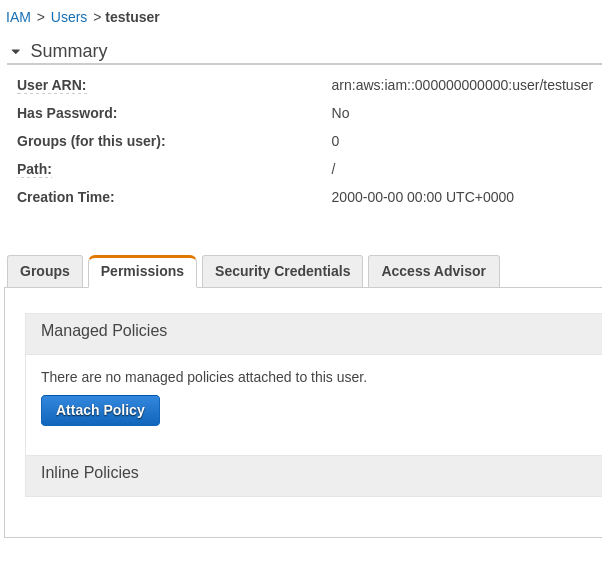 IAM > Users > testuser
Summary
User ARN: arn:aws:iam::000000000000:user/testuser
Has Password: No
Groups (for this user): 0
Path: /
Creation Time: 2000-00-00 00:00 UTC+0000
Groups Permissions Security Credentials Access Advisor
Managed Policies
There are no managed policies attached to this user.
Attach Policy
Inline Policies